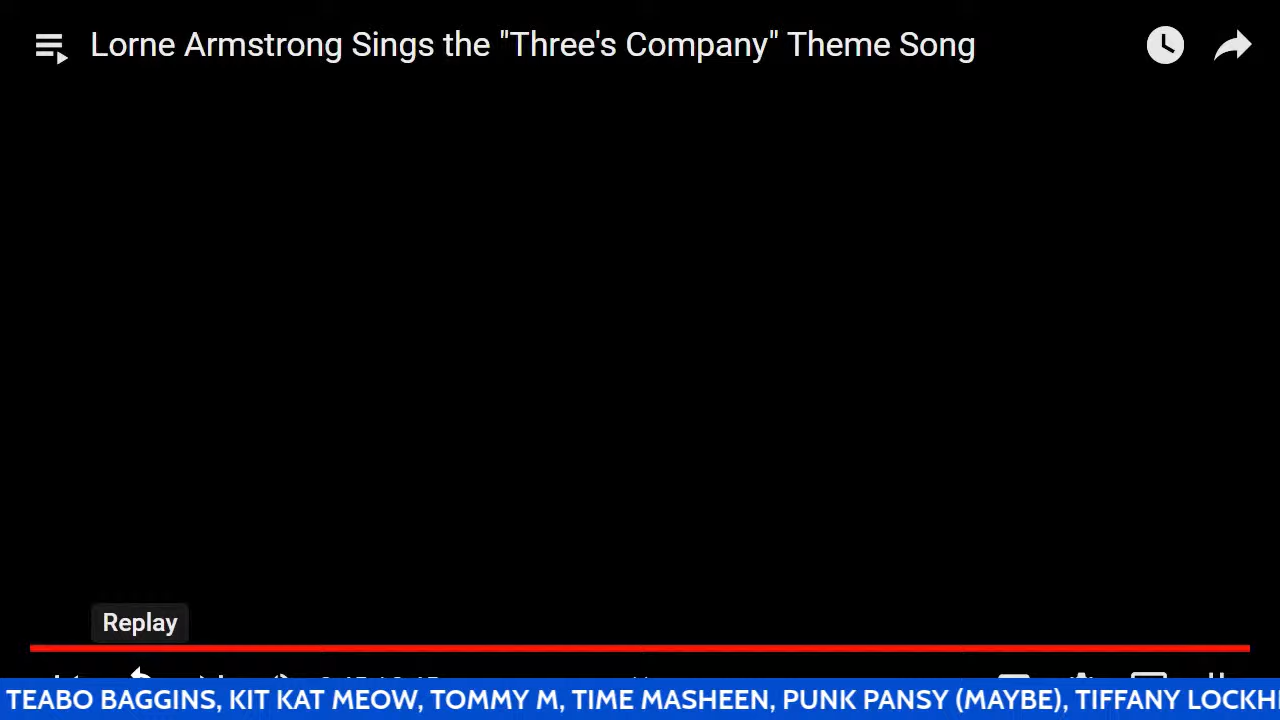 Lorne Armstrong Sings the "Three's Company" Theme Song
Replay
TEABO BAGGINS, KIT KAT MEOW, TOMMY M, TIME MASHEEN, PUNK PANSY (MAYBE), TIFFANY